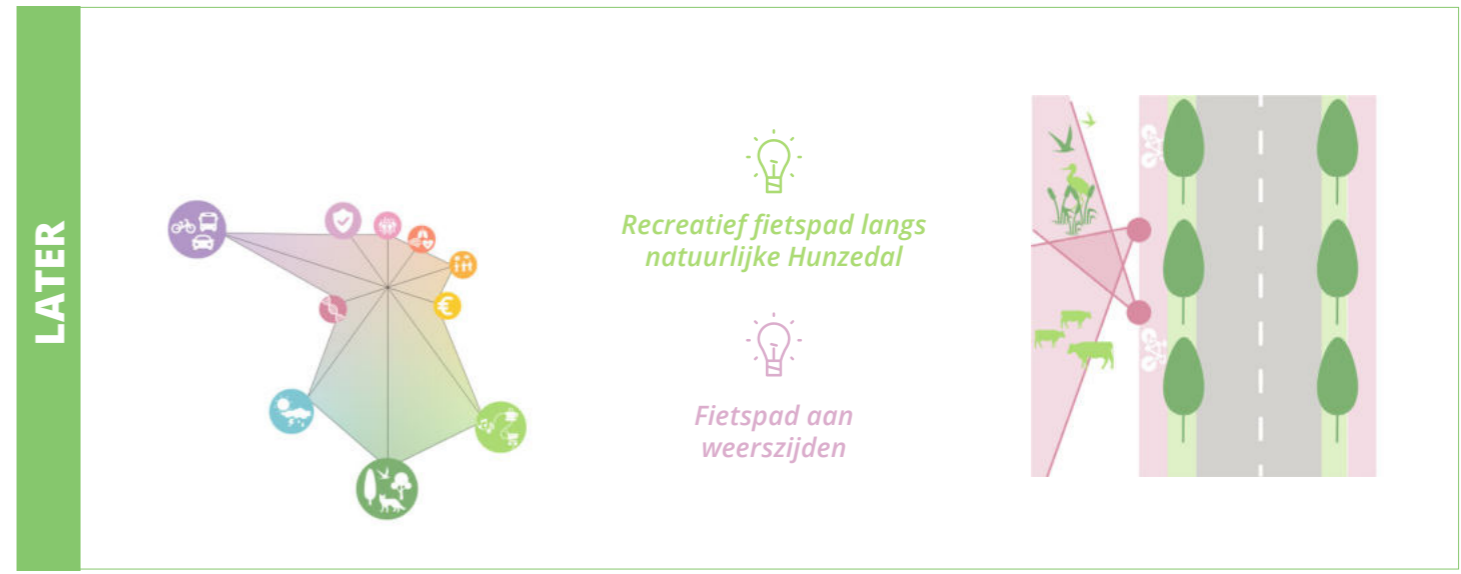 LATER
€
Recreatief fietspad langs
natuurlijke Hunzedal
Fietspad aan
weerszijden